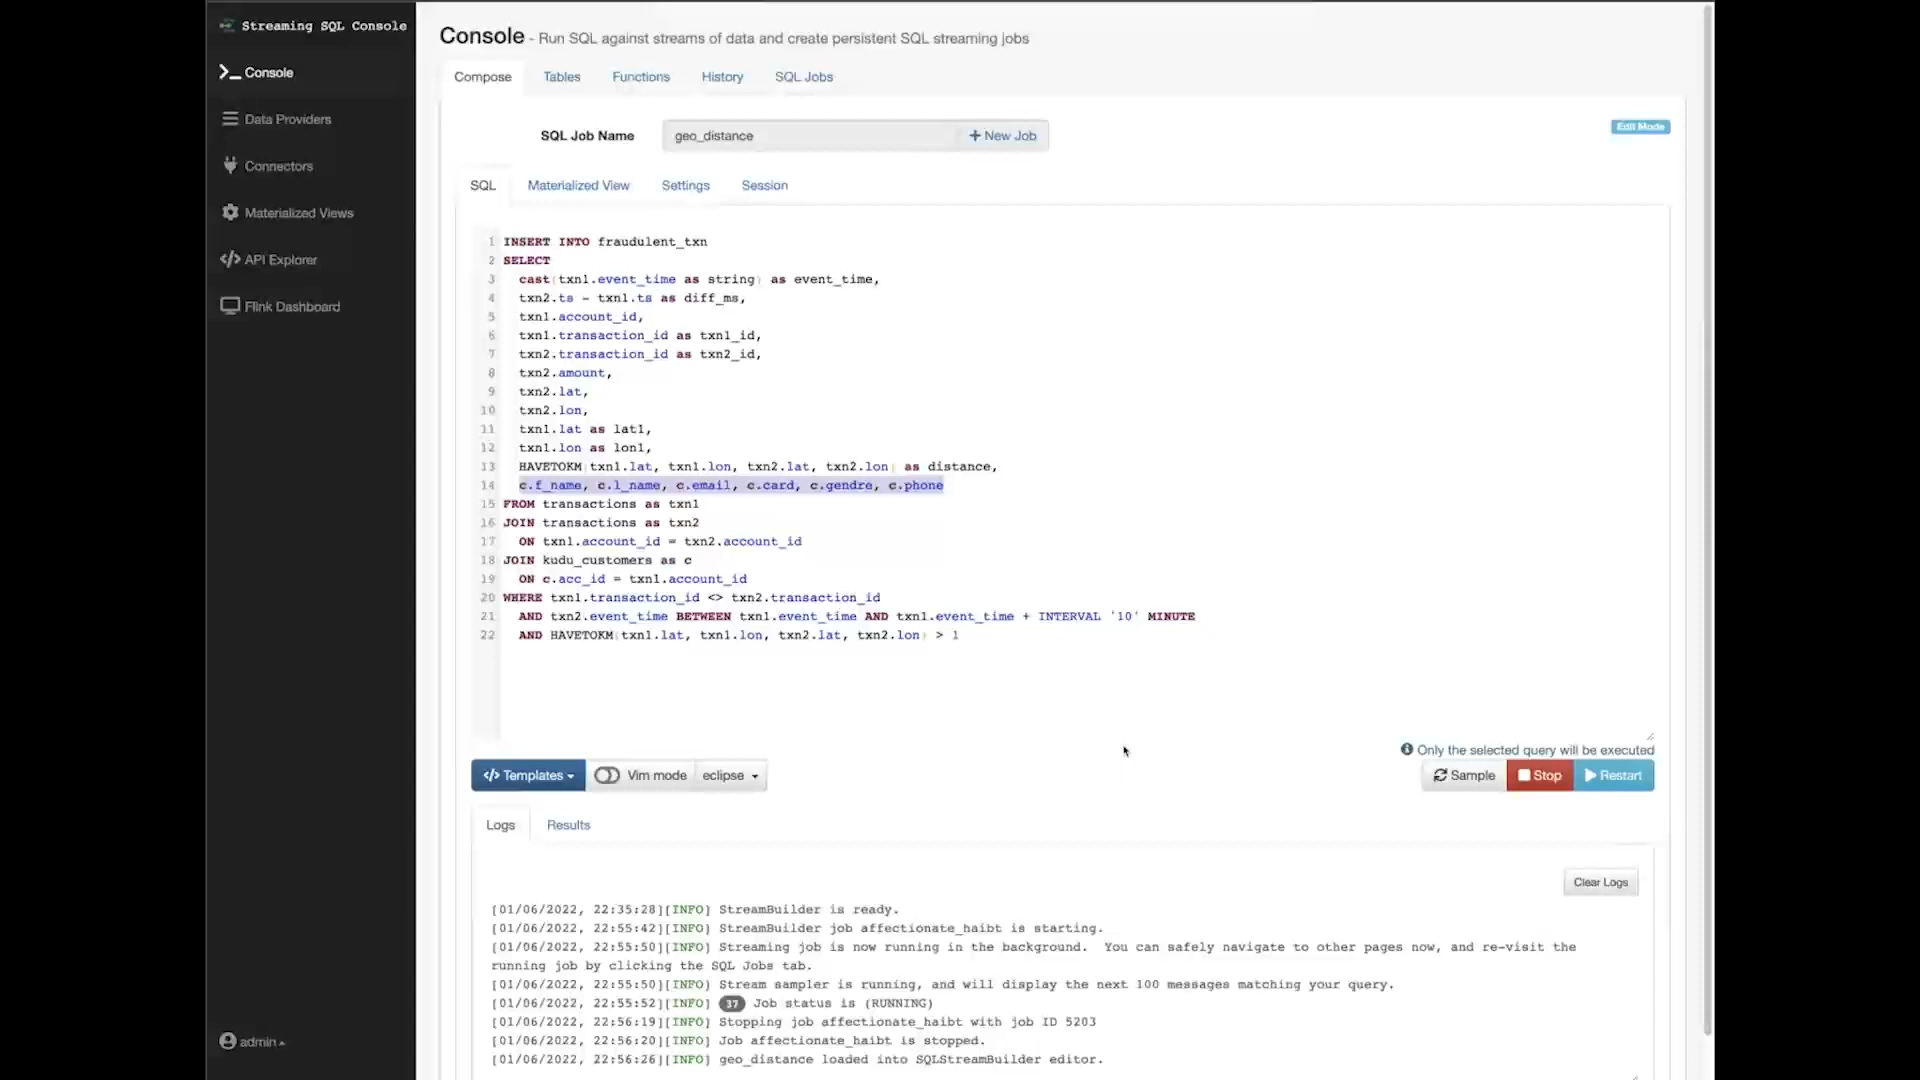 Streaming SQL Console
Console
Data Providers
Connectors
Materialized Views
API Explorer
Flink Dashboard
admin
Console - Run SQL against streams of data and create persistent SQL streaming jobs
Compose Tables Functions History SQL Jobs
SQL Job Name geo_distance + New Job
Edit Mode
SQL Materialized View Settings Session
1 INSERT INTO fraudulent_txn
2 SELECT
3 cast(txn1.event_time as string) as event_time,
4 txn2.ts - txn1.ts as diff_ms,
5 txn1.account_id,
6 txn1.transaction_id as txn1_id,
7 txn2.transaction_id as txn2_id,
8 txn2.amount,
9 txn2.lat,
10 txn2.lon,
11 txn1.lat as lat1,
12 txn1.lon as lon1,
13 HAVETOKM(txn1.lat, txn1.lon, txn2.lat, txn2.lon) as distance,
14 c.f_name, c.l_name, c.email, c.card, c.gendre, c.phone
15 FROM transactions as txn1
16 JOIN transactions as txn2
17 ON txn1.account_id = txn2.account_id
18 JOIN kudu_customers as c
19 ON c.acc_id = txn1.account_id
20 WHERE txn1.transaction_id <> txn2.transaction_id
21 AND txn2.event_time BETWEEN txn1.event_time AND txn1.event_time + INTERVAL '10' MINUTE
22 AND HAVETOKM(txn1.lat, txn1.lon, txn2.lat, txn2.lon) > 1
Only the selected query will be executed
</> Templates Vim mode eclipse Sample Stop Restart
Logs Results
Clear Logs
[01/06/2022, 22:35:28][INFO] StreamBuilder is ready.
[01/06/2022, 22:55:42][INFO] StreamBuilder job affectionate_haibt is starting.
[01/06/2022, 22:55:50][INFO] Streaming job is now running in the background. You can safely navigate to other pages now, and re-visit the
running job by clicking the SQL Jobs tab.
[01/06/2022, 22:55:50][INFO] Stream sampler is running, and will display the next 100 messages matching your query.
[01/06/2022, 22:55:52][INFO] 37 Job status is (RUNNING)
[01/06/2022, 22:56:19][INFO] Stopping job affectionate_haibt with job ID 5203
[01/06/2022, 22:56:20][INFO] Job affectionate_haibt is stopped.
[01/06/2022, 22:56:26][INFO] geo_distance loaded into SQLStreamBuilder editor.